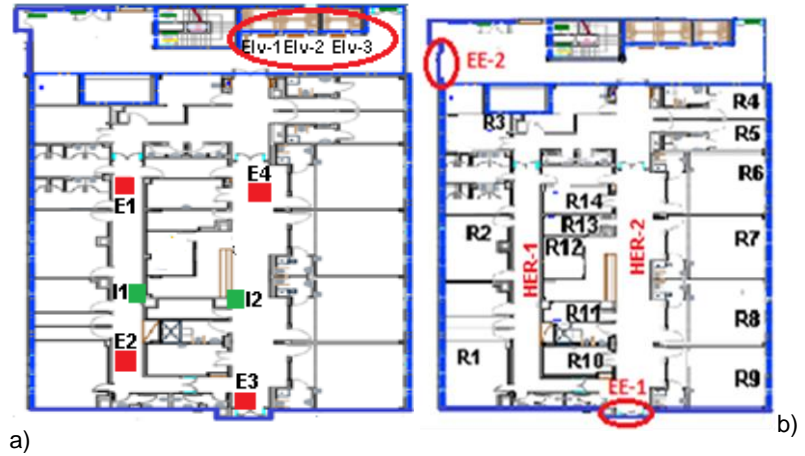 Elv-1 Elv-2 Elv-3
E1
E4
I1
I2
E2
E3
a)
EE-2
R3
R4
R5
R6
R14
R13
R2
R12
R7
HER-1
HER-2
R11
R8
R1
R10
R9
EE-1
b)